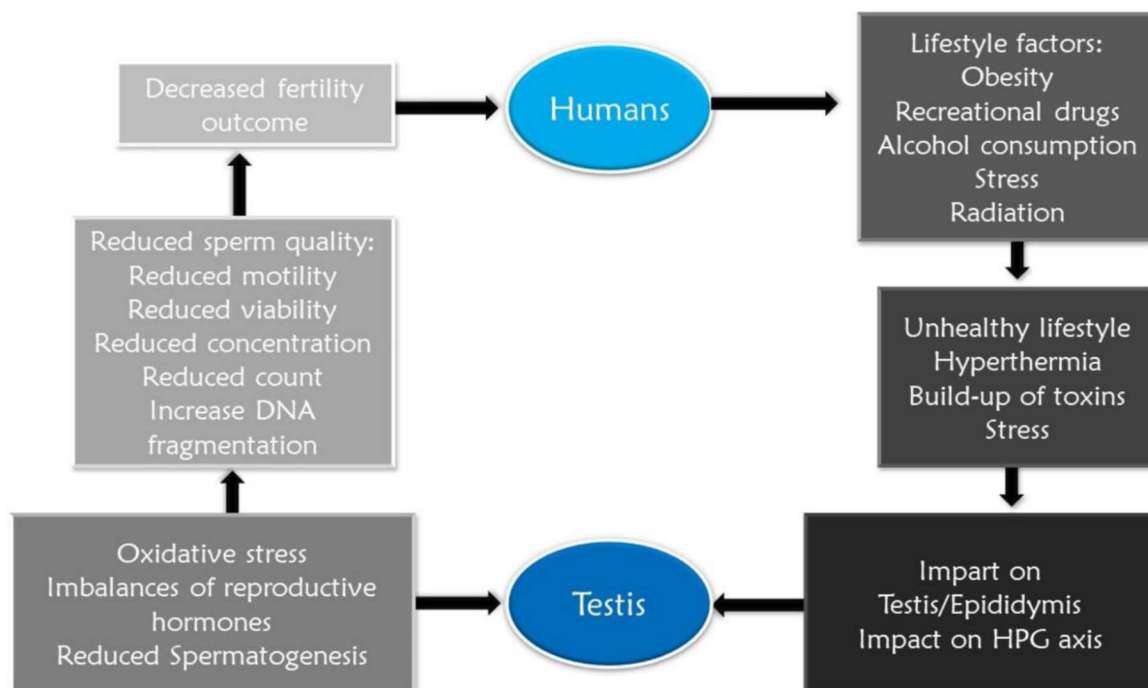 Decreased fertility
outcome
Humans
Lifestyle factors:
Obesity
Recreational drugs
Alcohol consumption
Stress
Radiation
Reduced sperm quality:
Reduced motility
Reduced viability
Reduced concentration
Reduced count
Increase DNA
fragmentation
Unhealthy lifestyle
Hyperthermia
Build-up of toxins
Stress
Oxidative stress
Imbalances of reproductive
hormones
Reduced Spermatogenesis
Testis
Impart on
Testis/Epididymis
Impact on HPG axis